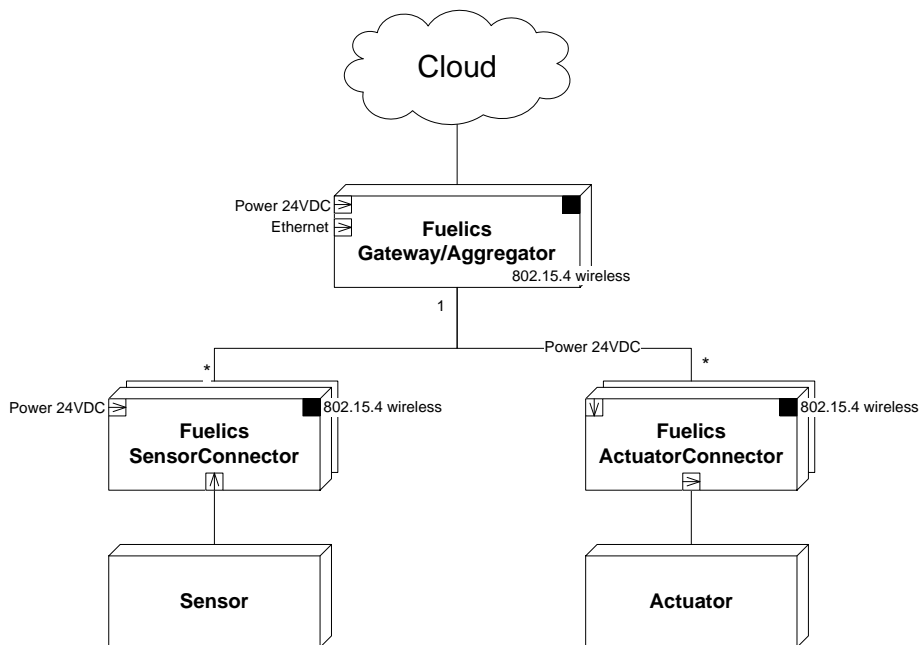 Cloud
Power 24VDC
Ethernet
Fuelics
Gateway/Aggregator
802.15.4 wireless
1
Power 24VDC
*
*
Power 24VDC
802.15.4 wireless
802.15.4 wireless
Fuelics
SensorConnector
Fuelics
ActuatorConnector
Sensor
Actuator